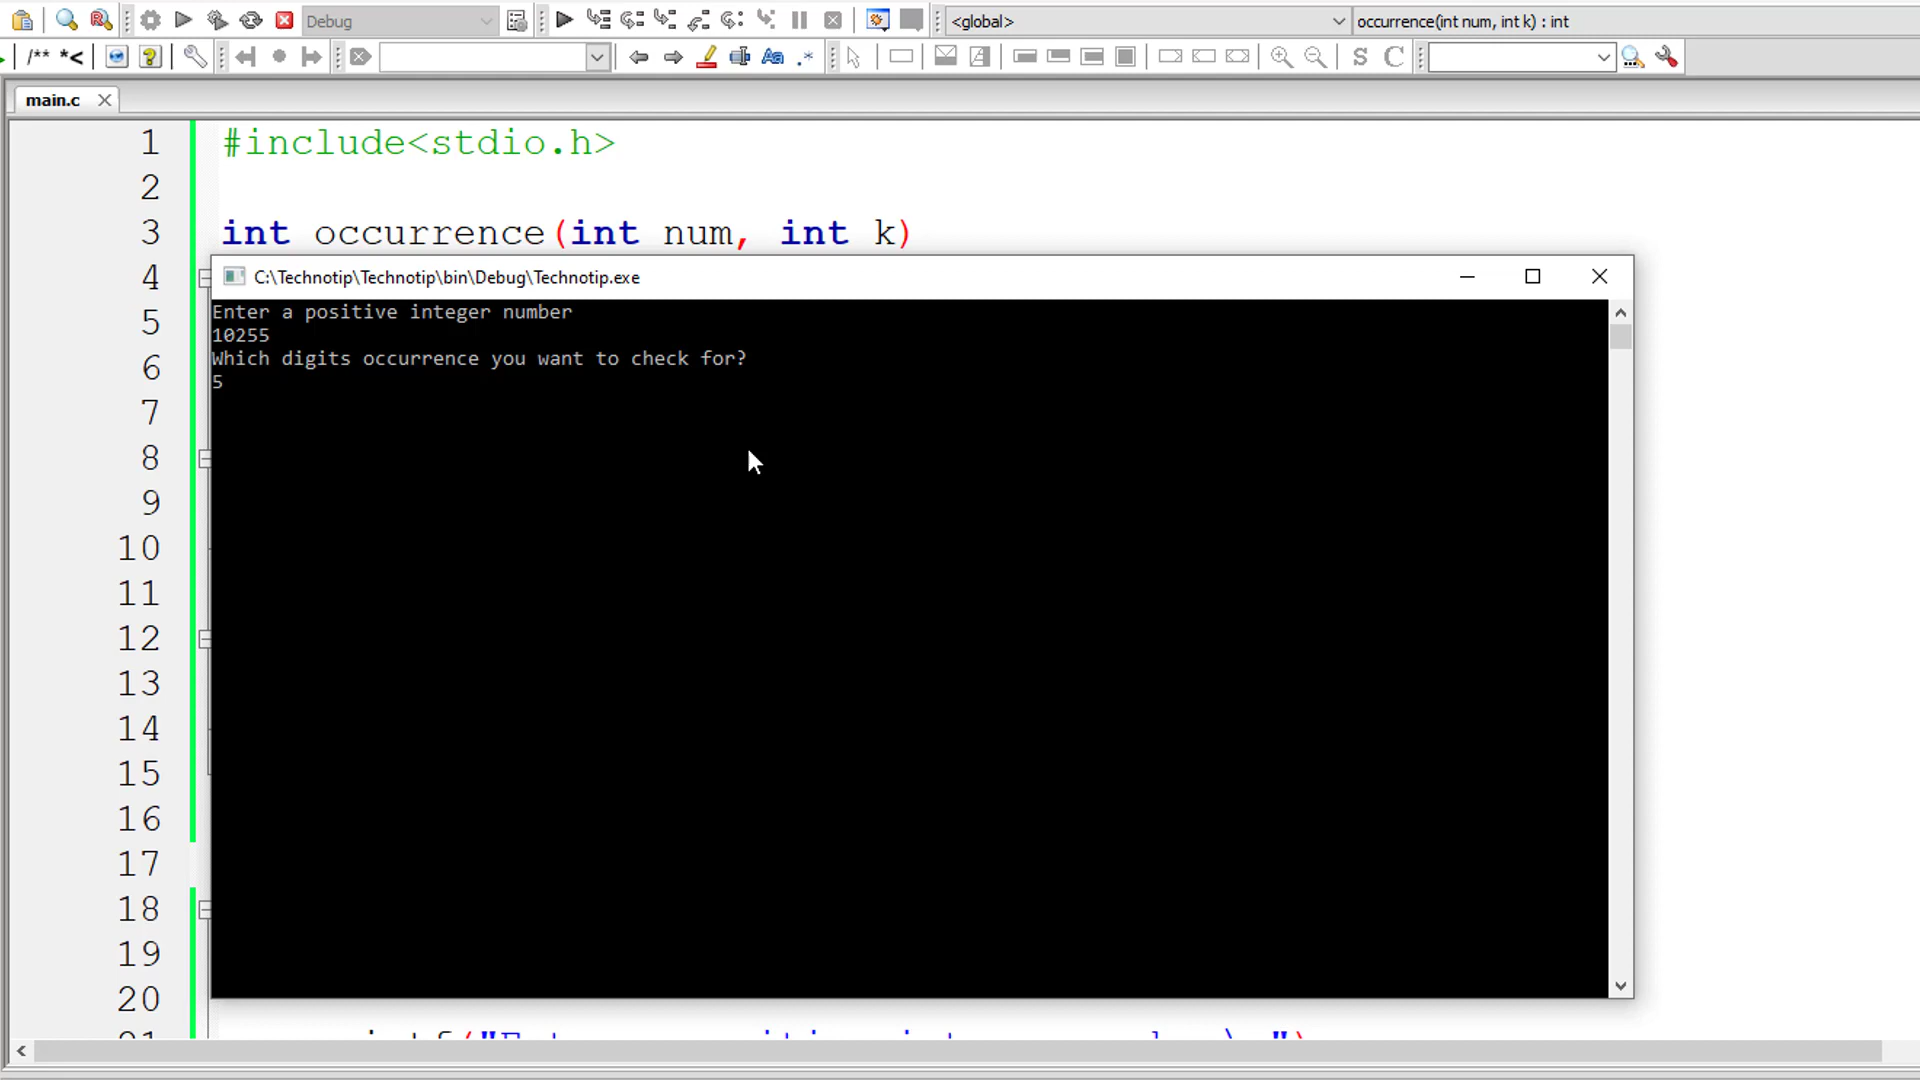 Debug
<global>
occurrence(int num, int k) : int
/** *<
S C
main.c
1 #include<stdio.h>
2
3 int occurrence(int num, int k)
4
C:\Technotip\Technotip\bin\Debug\Technotip.exe
Enter a positive integer number
10255
Which digits occurrence you want to check for?
5
5
6
7
8
9
10
11
12
13
14
15
16
17
18
19
20